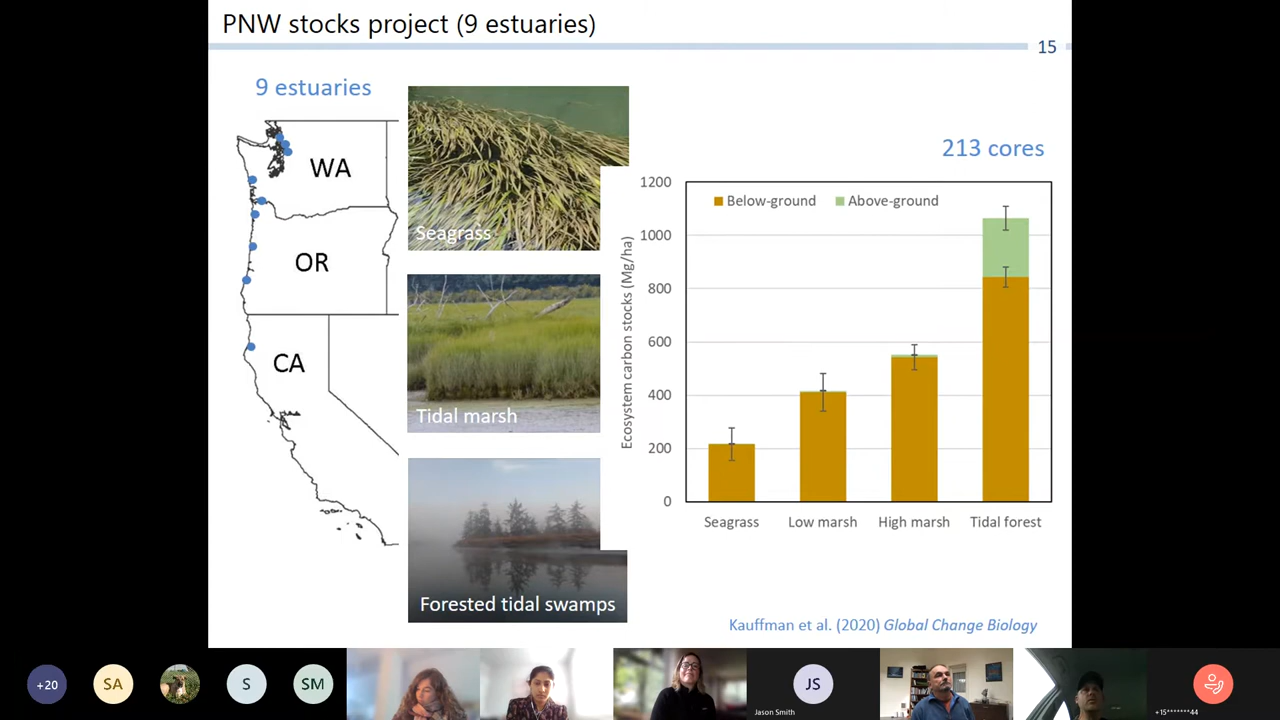 PNW stocks project (9 estuaries)
15
9 estuaries
WA
OR
CA
Seagrass
Tidal marsh
Forested tidal swamps
213 cores
Below-ground
Above-ground
Ecosystem carbon stocks (Mg/ha)
1200
1000
800
600
400
200
0
Seagrass
Low marsh
High marsh
Tidal forest
Kauffman et al. (2020) Global Change Biology
+20
SA
S
SM
JS
Jason Smith
+15*******44